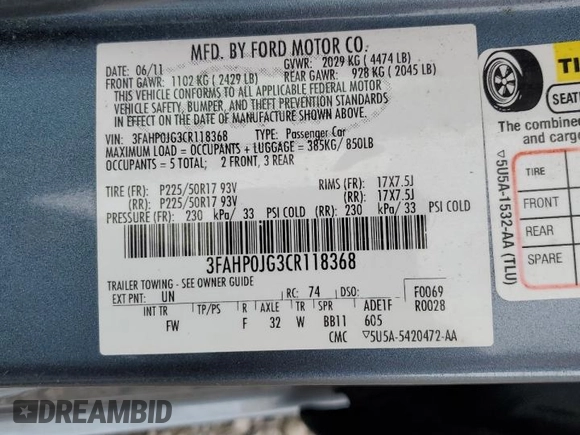 MFD. BY FORD MOTOR CO.
DATE: 06/11 GVWR: 2029 KG ( 4474 LB)
FRONT GAWR: 1102 KG ( 2429 LB) REAR GAWR: 928 KG ( 2045 LB)
THIS VEHICLE CONFORMS TO ALL APPLICABLE FEDERAL MOTOR
VEHICLE SAFETY, BUMPER, AND THEFT PREVENTION STANDARDS
IN EFFECT ON THE DATE OF MANUFACTURE SHOWN ABOVE.
VIN: 3FAHP0JG3CR118368 TYPE: Passenger Car
MAXIMUM LOAD = OCCUPANTS + LUGGAGE = 385KG/ 850LB
OCCUPANTS = 5 TOTAL; 2 FRONT, 3 REAR
TIRE (FR): P225/50R17 93V RIMS (FR): 17X7.5J
(RR): P225/50R17 93V (RR): 17X7.5J
PRESSURE (FR): 230 kPa/ 33 PSI COLD (RR): 230 kPa/ 33 PSI COLD
3FAHP0JG3CR118368
TRAILER TOWING - SEE OWNER GUIDE
EXT PNT: UN RC: 74 DSO: F0069
INT TR TP/PS R AXLE TR SPR ADE1F R0028
FW F 32 W BB11 605
CMC ▽5U5A-5420472-AA
TI
SEAT
The combined
and cargo
TIRE
FRONT
REAR
SPARE
▽5U5A-1532-AA (TLU)
DREAMBID